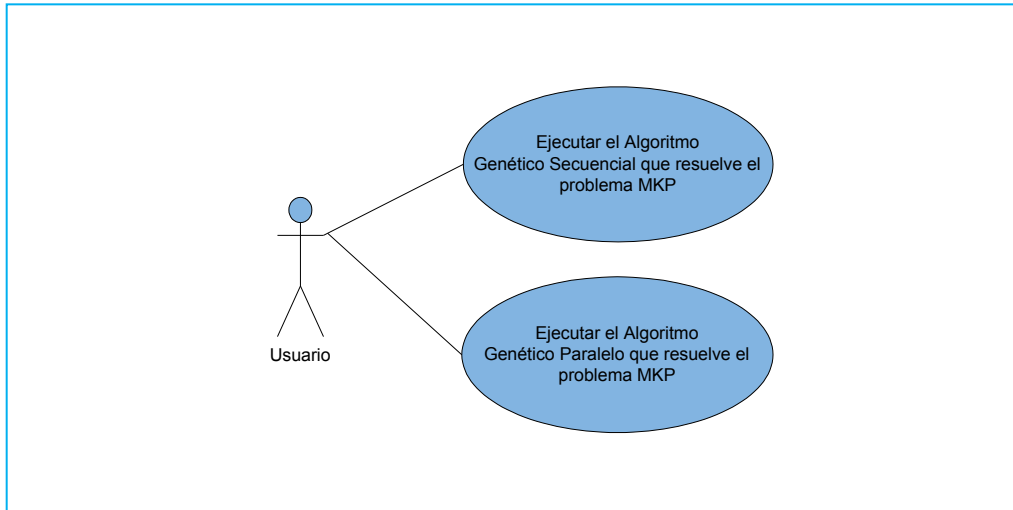 Ejecutar el Algoritmo
Genético Secuencial que resuelve el
problema MKP
Usuario
Ejecutar el Algoritmo
Genético Paralelo que resuelve el
problema MKP